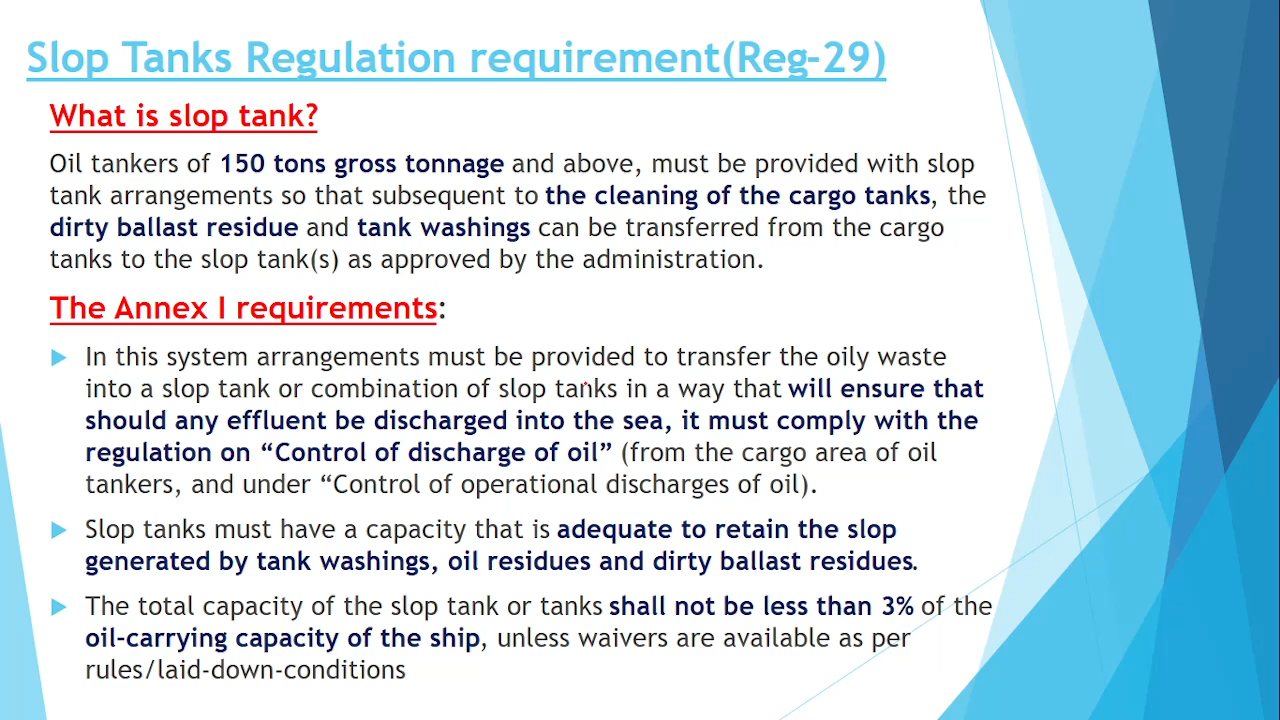 Slop Tanks Regulation requirement(Reg-29)
What is slop tank?
Oil tankers of 150 tons gross tonnage and above, must be provided with slop
tank arrangements so that subsequent to the cleaning of the cargo tanks, the
dirty ballast residue and tank washings can be transferred from the cargo
tanks to the slop tank(s) as approved by the administration.
The Annex I requirements:
In this system arrangements must be provided to transfer the oily waste
into a slop tank or combination of slop tanks in a way that will ensure that
should any effluent be discharged into the sea, it must comply with the
regulation on “Control of discharge of oil” (from the cargo area of oil
tankers, and under “Control of operational discharges of oil).
Slop tanks must have a capacity that is adequate to retain the slop
generated by tank washings, oil residues and dirty ballast residues.
The total capacity of the slop tank or tanks shall not be less than 3% of the
oil-carrying capacity of the ship, unless waivers are available as per
rules/laid-down-conditions